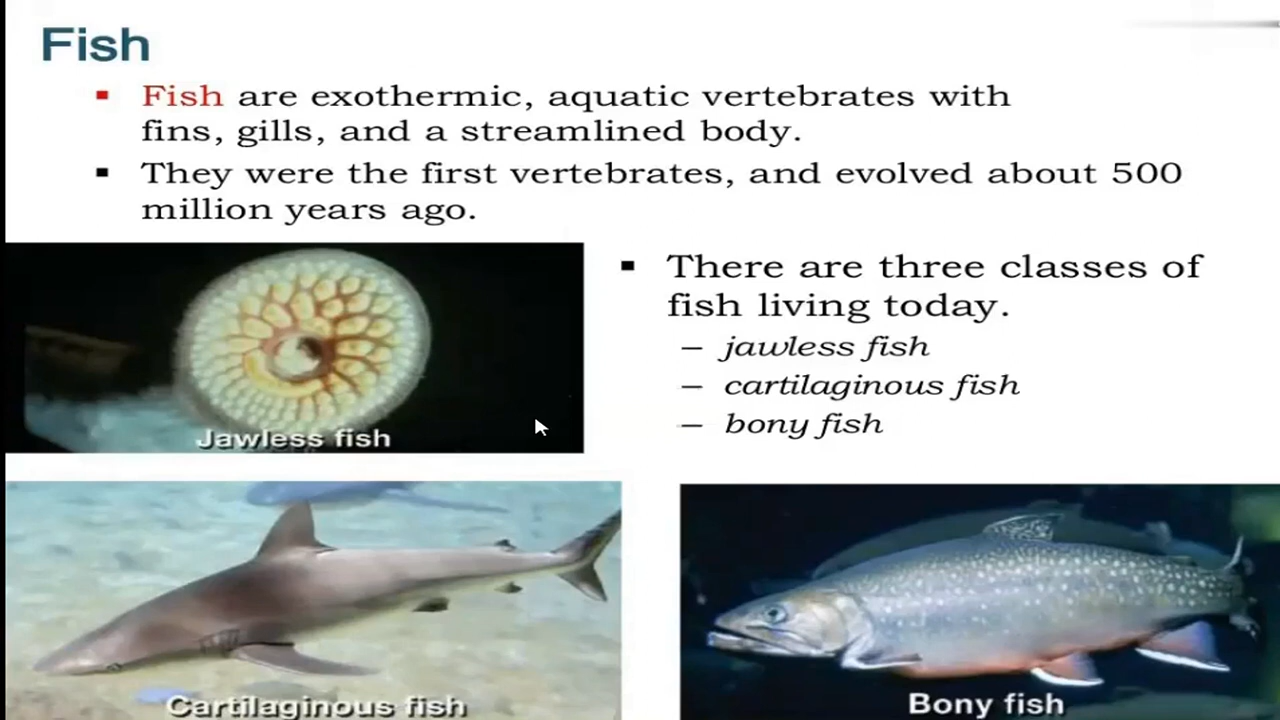 Fish
Fish are exothermic, aquatic vertebrates with
fins, gills, and a streamlined body.
They were the first vertebrates, and evolved about 500
million years ago.
There are three classes of
fish living today.
– jawless fish
– cartilaginous fish
– bony fish
Jawless fish
Cartilaginous fish
Bony fish